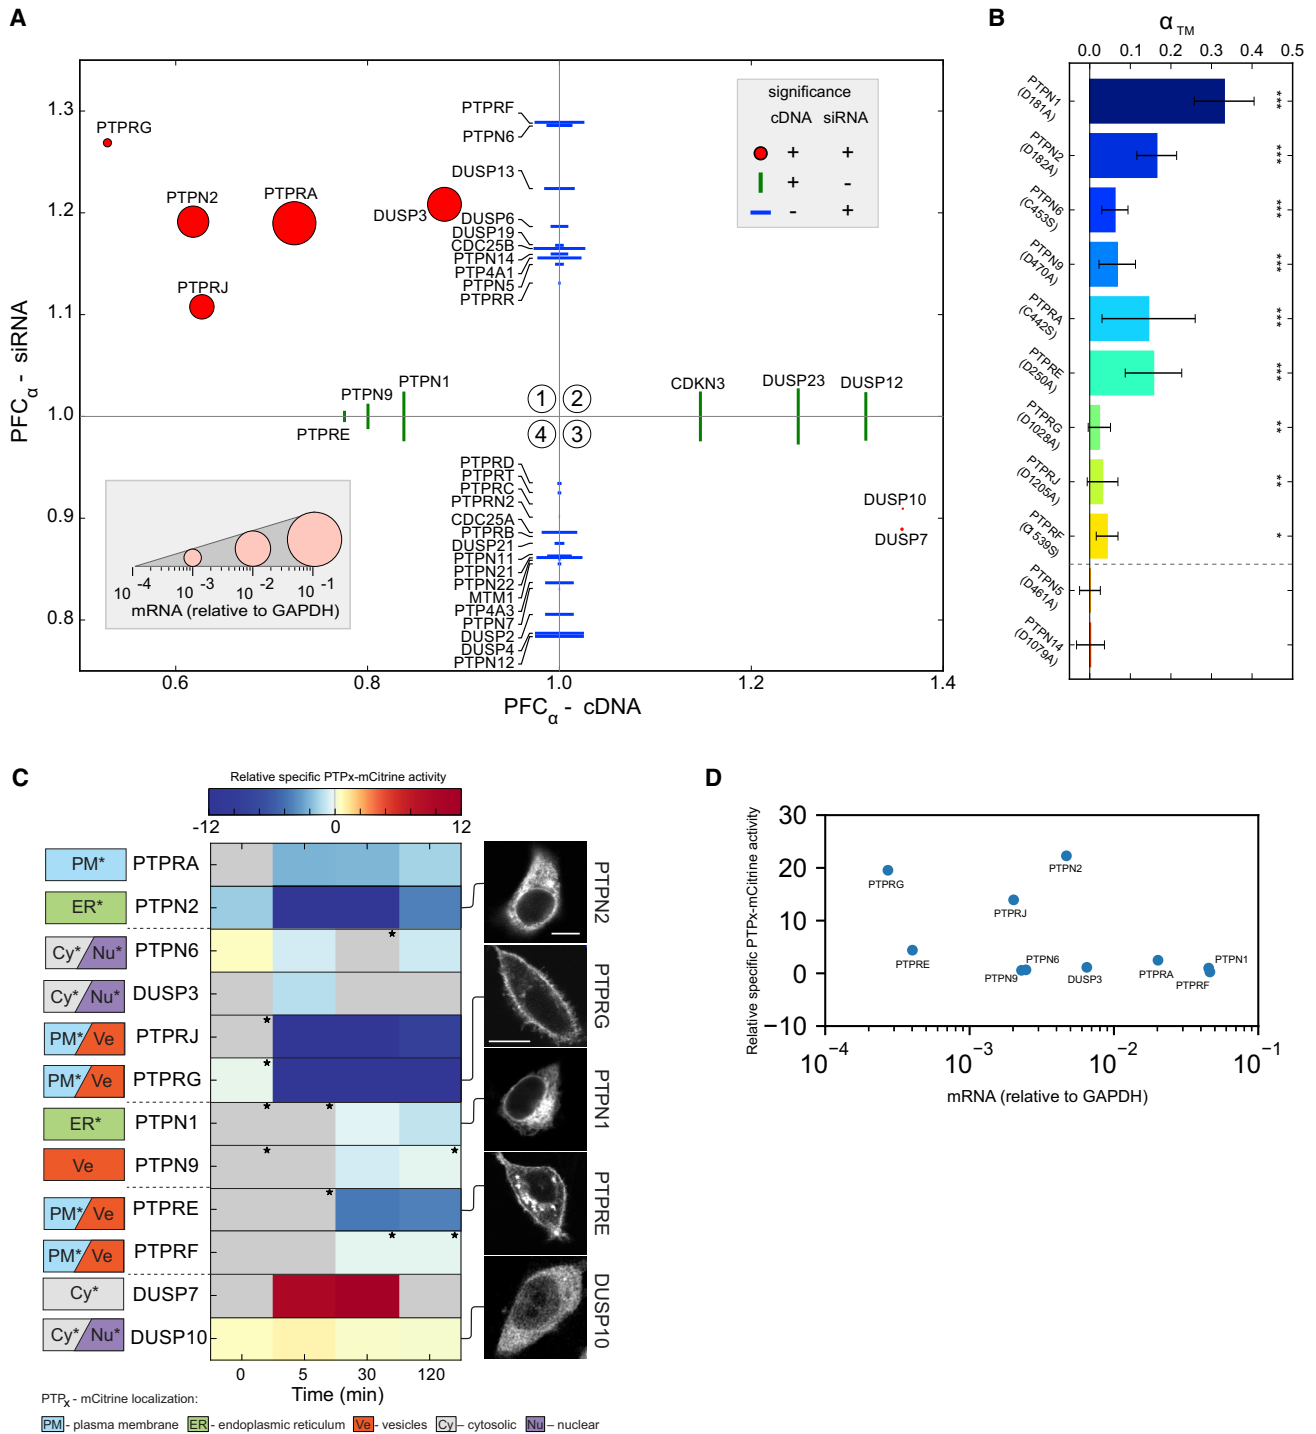 A
PFCα - siRNA
1.3
1.2
1.1
1.0
0.9
0.8
0.6
0.8
1.0
1.2
1.4
PFCα - cDNA
PTPRG
PTPN2
PTPRA
DUSP3
PTPRJ
PTPRE
PTPN9
PTPN1
CDKN3
DUSP23
DUSP12
DUSP10
DUSP7
1
2
4
3
PTPRF
PTPN6
DUSP13
DUSP6
DUSP19
CDC25B
PTPN14
PTP4A1
PTPN5
PTPRR
PTPRD
PTPRT
PTPRC
PTPRN2
CDC25A
PTPRB
DUSP21
PTPN11
PTPN21
PTPN22
MTM1
PTP4A3
PTPN7
DUSP2
DUSP4
PTPN12
significance
cDNA siRNA
+ +
+ -
- +
10-4 10-3 10-2 10-1
mRNA (relative to GAPDH)
B
αTM
0.0 0.1 0.2 0.3 0.4 0.5
PTPN1 (D181A) ***
PTPN2 (D182A) ***
PTPN6 (C453S) ***
PTPN9 (D470A) ***
PTPRA (C442S) ***
PTPRE (D250A) ***
PTPRG (D1028A) **
PTPRJ (D1205A) **
PTPRF (α1539S) *
PTPN5 (D461A)
PTPN14 (D1079A)
C
Relative specific PTPx-mCitrine activity
-12 0 12
PM* PTPRA
ER* PTPN2
Cy* Nu* PTPN6
Cy* Nu* DUSP3
PM* Ve PTPRJ
PM* Ve PTPRG
ER* PTPN1
Ve PTPN9
PM* Ve PTPRE
PM* Ve PTPRF
Cy* DUSP7
Cy* Nu* DUSP10
0 5 30 120
Time (min)
PTPN2
PTPRG
PTPN1
PTPRE
DUSP10
PTPx - mCitrine localization:
PM - plasma membrane ER - endoplasmic reticulum Ve - vesicles Cy – cytosolic Nu – nuclear
D
Relative specific PTPx-mCitrine activity
30
20
10
0
−10
10−4 10−3 10−2 10−1
mRNA (relative to GAPDH)
PTPRG
PTPN2
PTPRJ
PTPRE
PTPN9
PTPN6
DUSP3
PTPRA
PTPN1
PTPRF